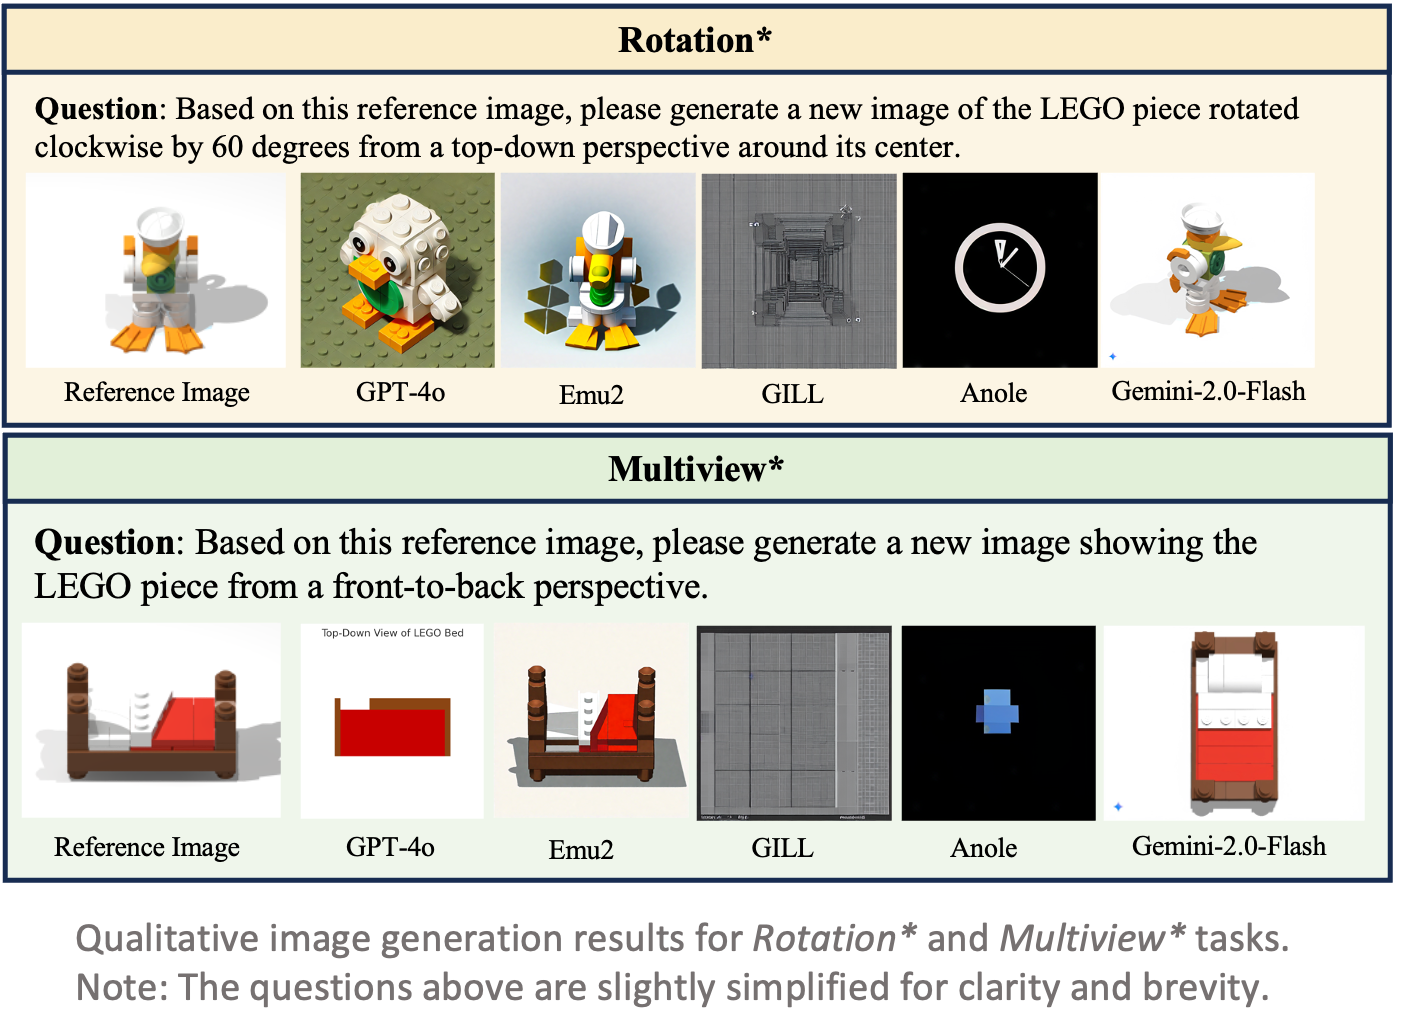 Rotation*
Question: Based on this reference image, please generate a new image of the LEGO piece rotated
clockwise by 60 degrees from a top-down perspective around its center.
Reference Image
GPT-4o
Emu2
GILL
Anole
Gemini-2.0-Flash
Multiview*
Question: Based on this reference image, please generate a new image showing the
LEGO piece from a front-to-back perspective.
Top-Down View of LEGO Bed
Reference Image
GPT-4o
Emu2
GILL
Anole
Gemini-2.0-Flash
Qualitative image generation results for Rotation* and Multiview* tasks.
Note: The questions above are slightly simplified for clarity and brevity.